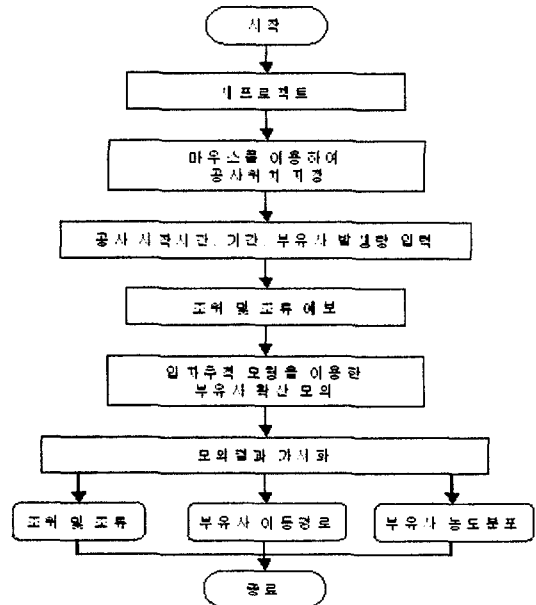 시작
새프로젝트
마우스를 이용하여
공사위치 지정
공사 시작시간, 기간, 부유사 발생량 입력
조위 및 조류 예보
입자추적 모형을 이용한
부유사 확산 모의
모의결과 가시화
조위 및 조류
부유사 이동경로
부유사 농도분포
종료